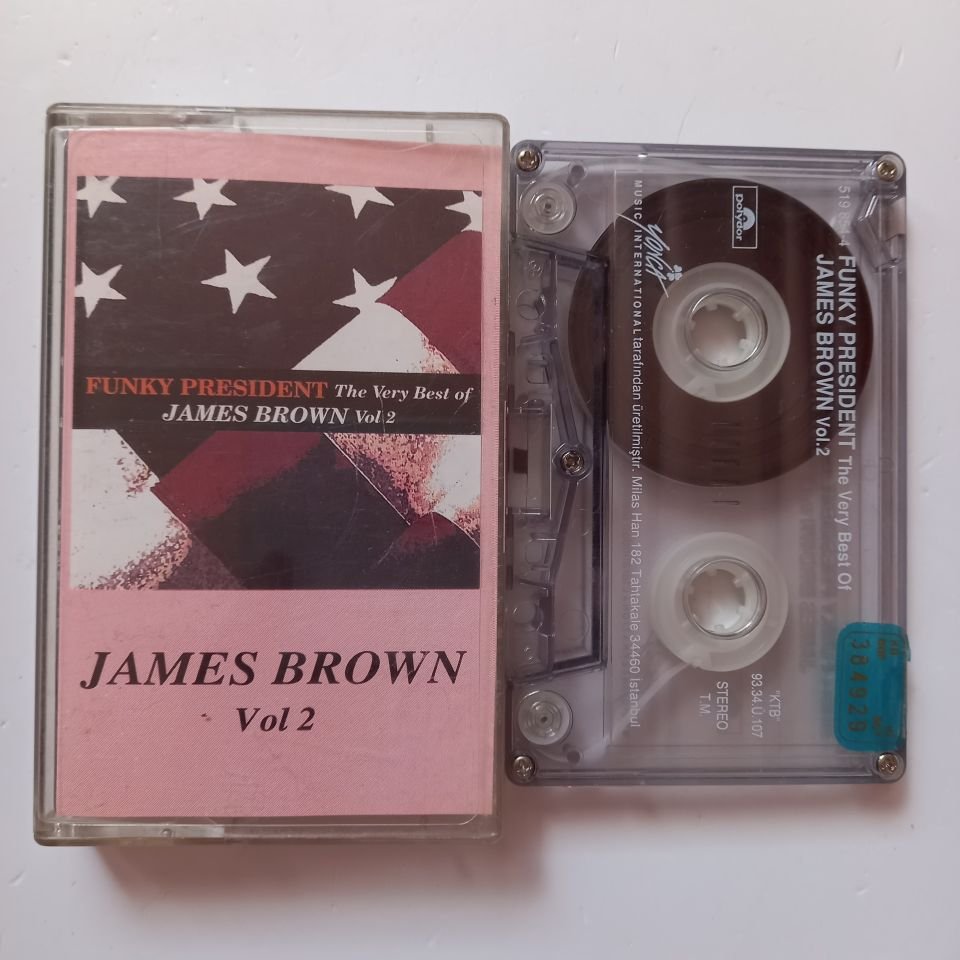 FUNKY PRESIDENT The Very Best of
JAMES BROWN Vol 2
JAMES BROWN
Vol 2
FUNKY PRESIDENT The Very Best Of
JAMES BROWN Vol.2
polydor
YONCA
MUSIC INTERNATIONAL tarafından üretilmiştir. Milas Han 182 Tahtakale 34460 İstanbul
"KTB"
93.34.Ü.107
STEREO
T.M.
384929